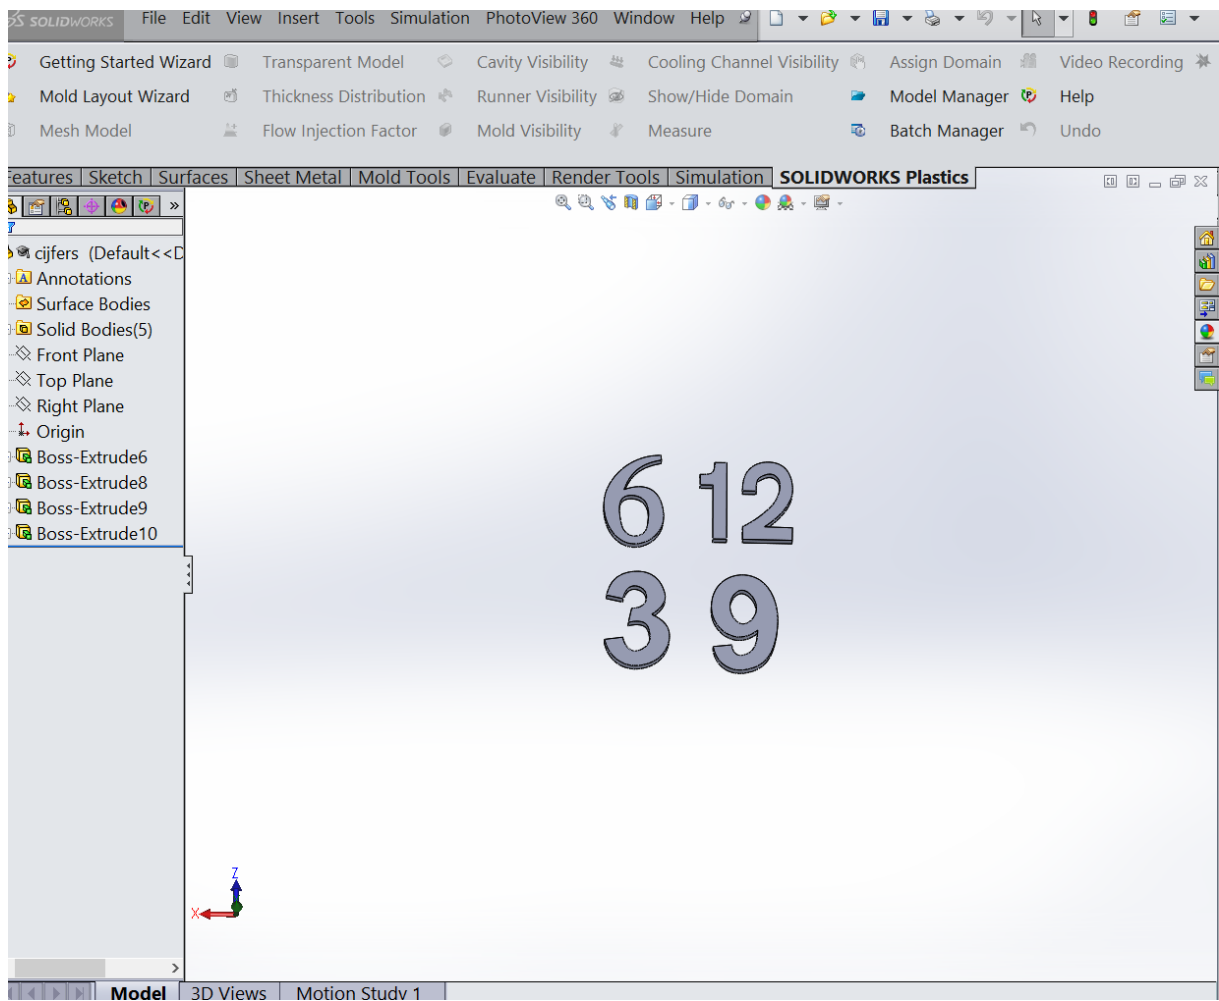 SOLIDWORKS File Edit View Insert Tools Simulation PhotoView 360 Window Help
Getting Started Wizard Transparent Model Cavity Visibility Cooling Channel Visibility Assign Domain Video Recording
Mold Layout Wizard Thickness Distribution Runner Visibility Show/Hide Domain Model Manager Help
Mesh Model Flow Injection Factor Mold Visibility Measure Batch Manager Undo
Features Sketch Surfaces Sheet Metal Mold Tools Evaluate Render Tools Simulation SOLIDWORKS Plastics
»
cijfers (Default<<D
Annotations
Surface Bodies
Solid Bodies(5)
Front Plane
Top Plane
Right Plane
Origin
Boss-Extrude6
Boss-Extrude8
Boss-Extrude9
Boss-Extrude10
6 12
3 9
Z
X
Model 3D Views Motion Study 1